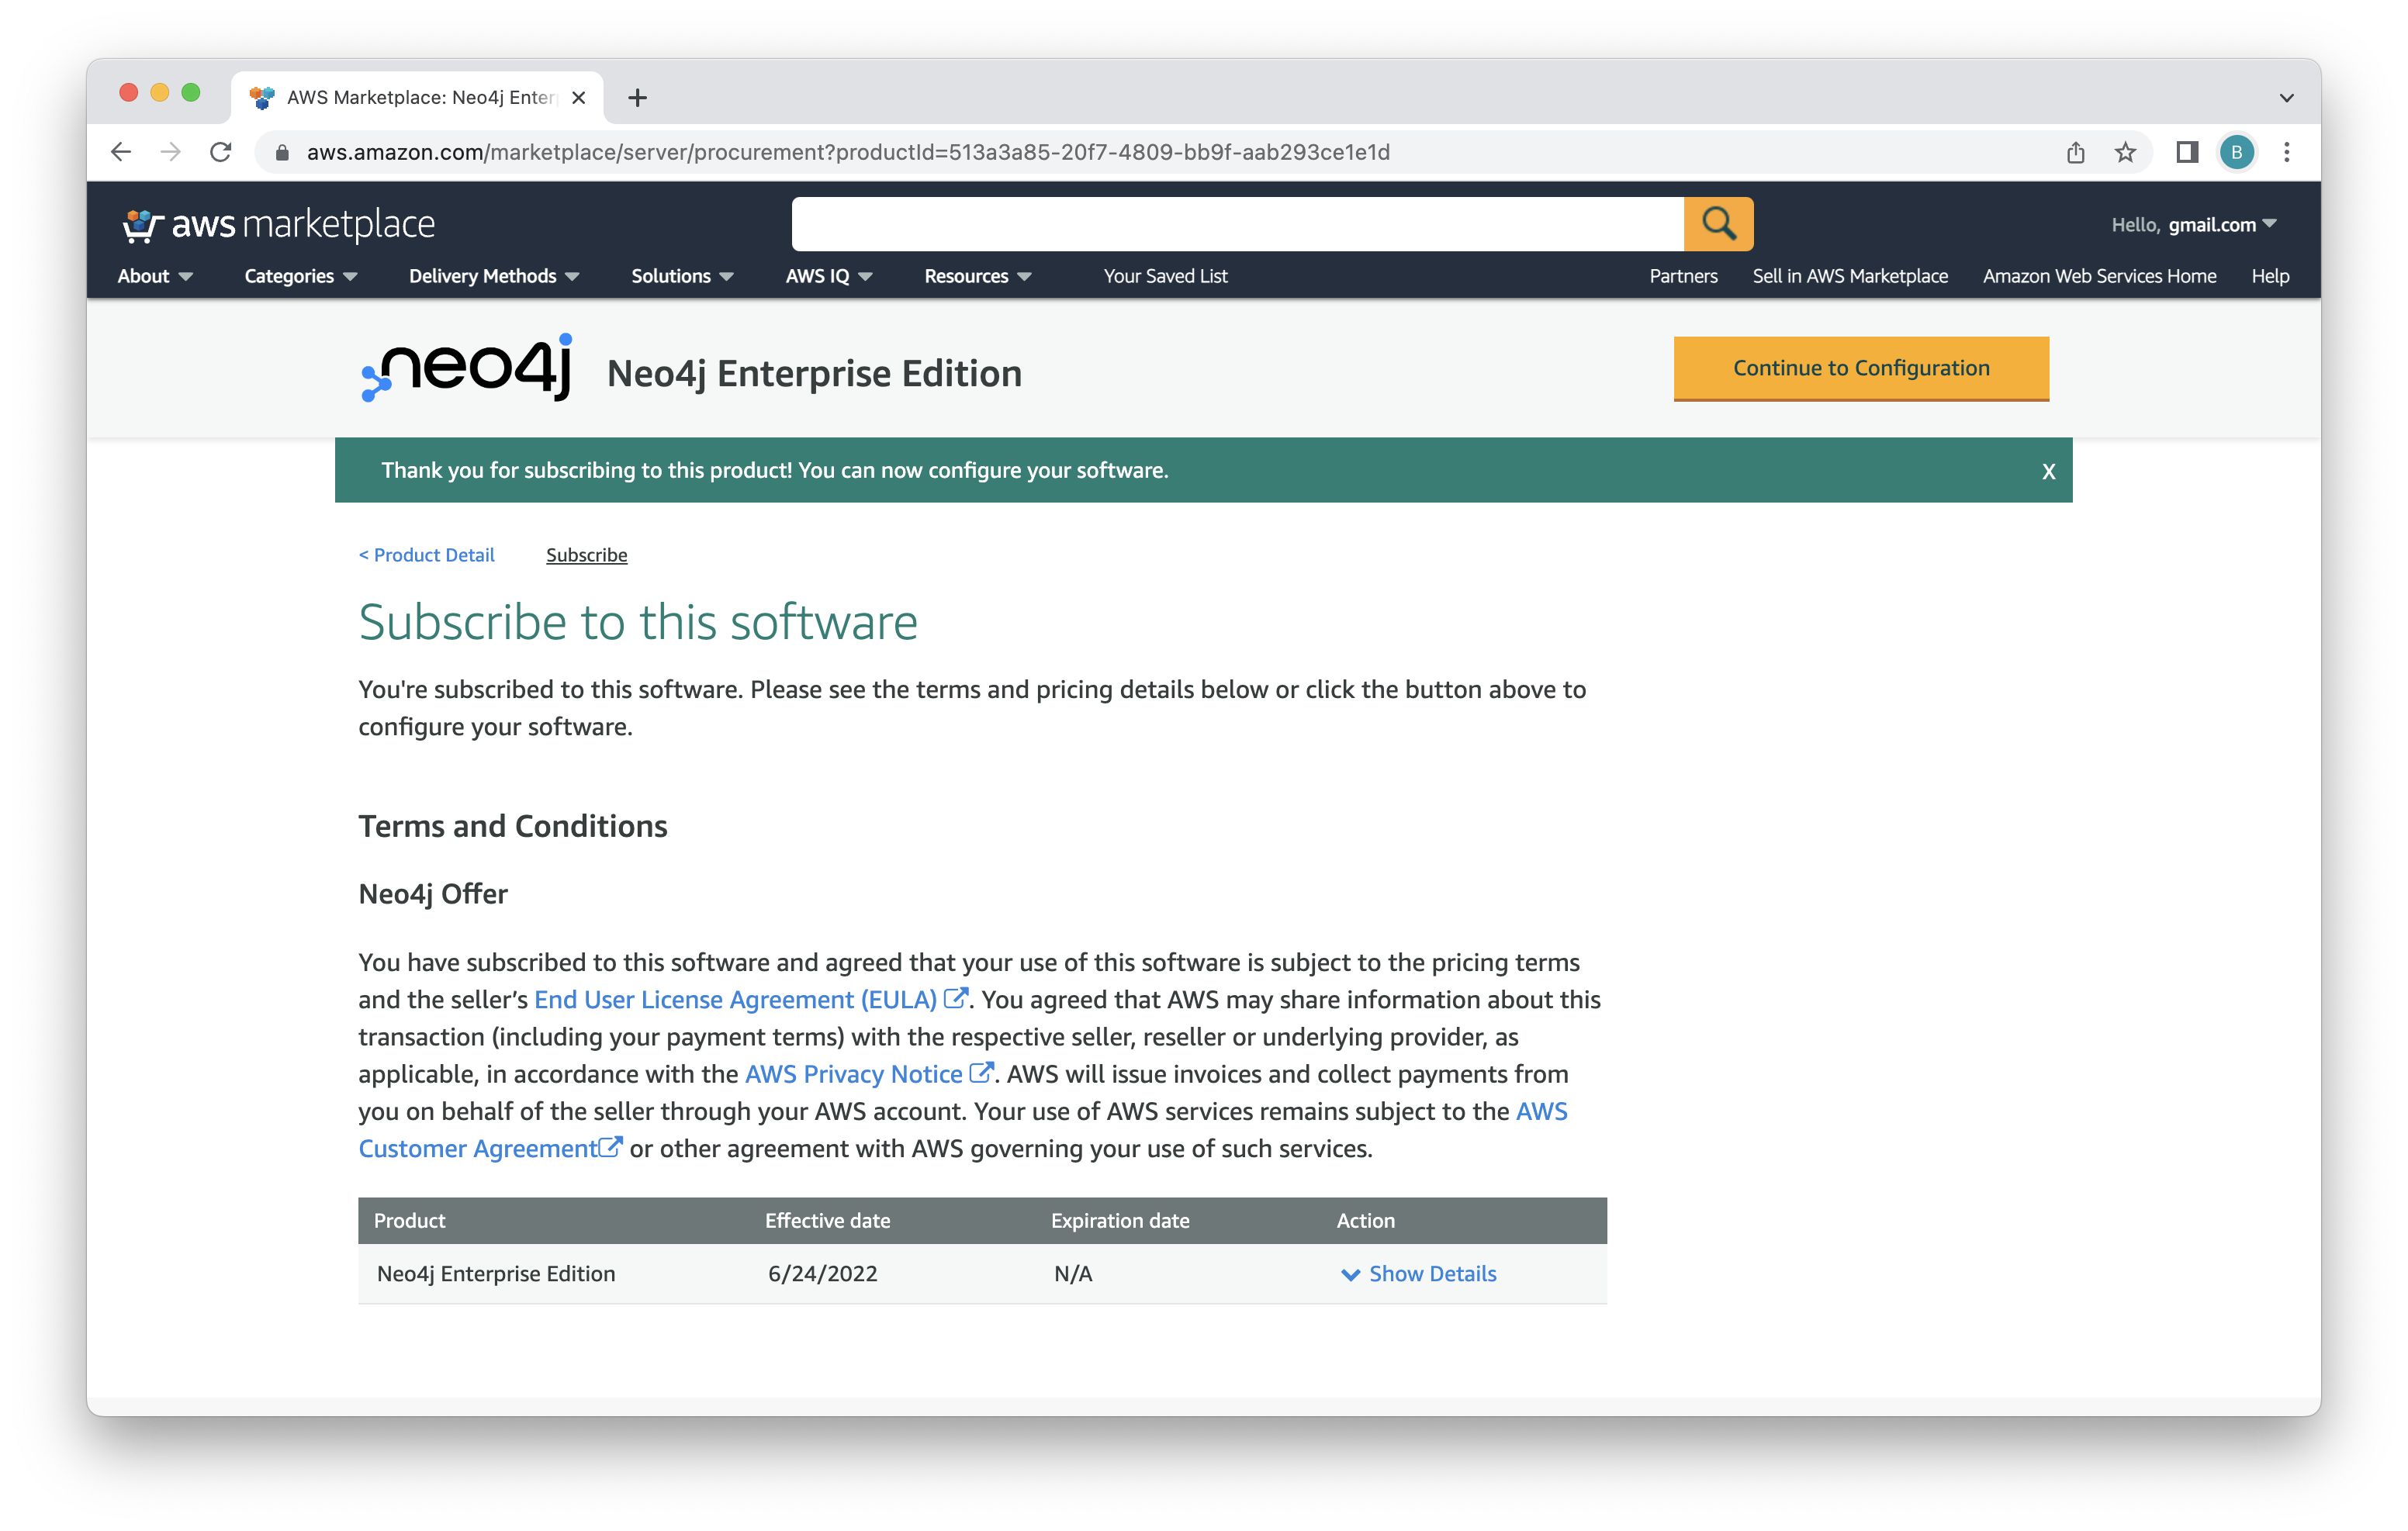 AWS Marketplace: Neo4j Enter
aws.amazon.com/marketplace/server/procurement?productId=513a3a85-20f7-4809-bb9f-aab293ce1e1d
B
aws marketplace
Hello, gmail.com
About Categories Delivery Methods Solutions AWS IQ Resources Your Saved List Partners Sell in AWS Marketplace Amazon Web Services Home Help
neo4j Neo4j Enterprise Edition Continue to Configuration
Thank you for subscribing to this product! You can now configure your software. X
< Product Detail Subscribe
Subscribe to this software
You're subscribed to this software. Please see the terms and pricing details below or click the button above to
configure your software.
Terms and Conditions
Neo4j Offer
You have subscribed to this software and agreed that your use of this software is subject to the pricing terms
and the seller’s End User License Agreement (EULA). You agreed that AWS may share information about this
transaction (including your payment terms) with the respective seller, reseller or underlying provider, as
applicable, in accordance with the AWS Privacy Notice. AWS will issue invoices and collect payments from
you on behalf of the seller through your AWS account. Your use of AWS services remains subject to the AWS
Customer Agreement or other agreement with AWS governing your use of such services.
Product Effective date Expiration date Action
Neo4j Enterprise Edition 6/24/2022 N/A Show Details